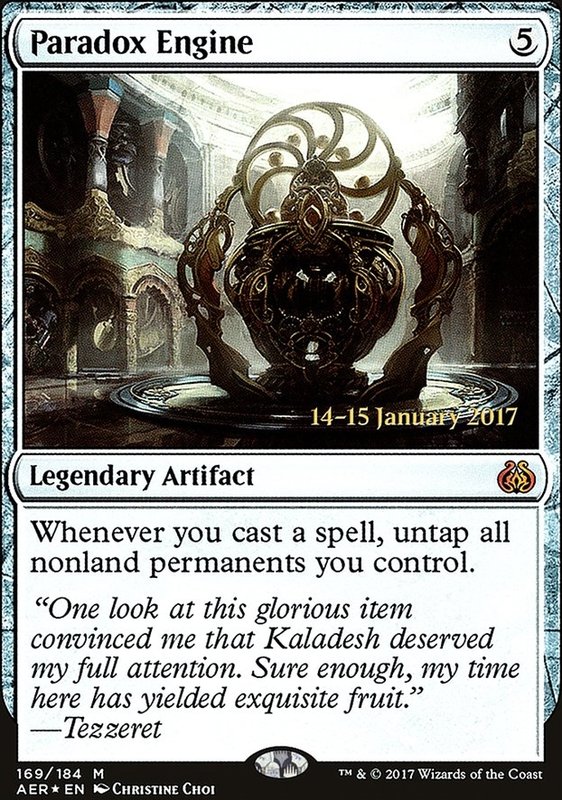 Paradox Engine
5
14-15 January 2017
Legendary Artifact
Whenever you cast a spell, untap all
nonland permanents you control.
“One look at this glorious item
convinced me that Kaladesh deserved
my full attention. Sure enough, my time
here has yielded exquisite fruit.”
—Tezzeret
169/184 M
AER★EN Christine Choi
™ & © 2017 Wizards of the Coast